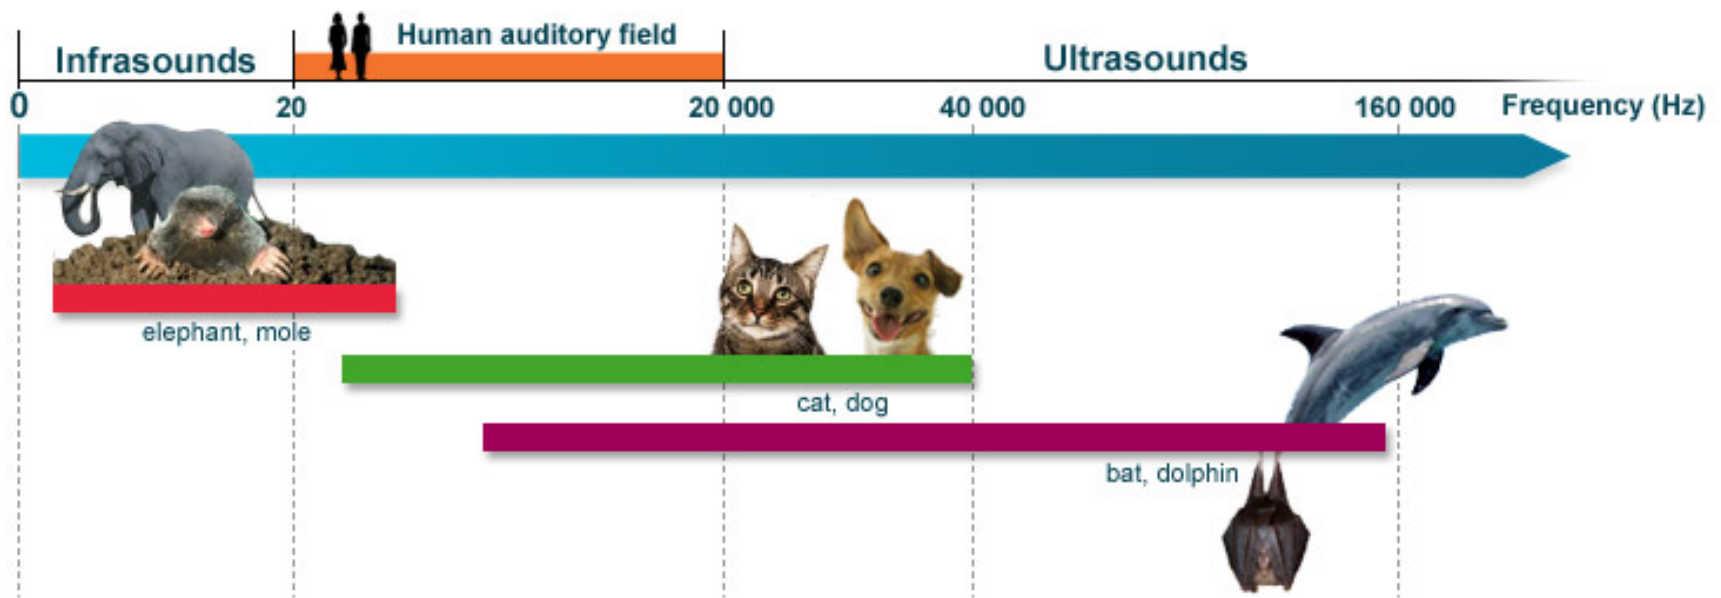 Infrasounds
Human auditory field
Ultrasounds
0
20
20 000
40 000
160 000
Frequency (Hz)
elephant, mole
cat, dog
bat, dolphin